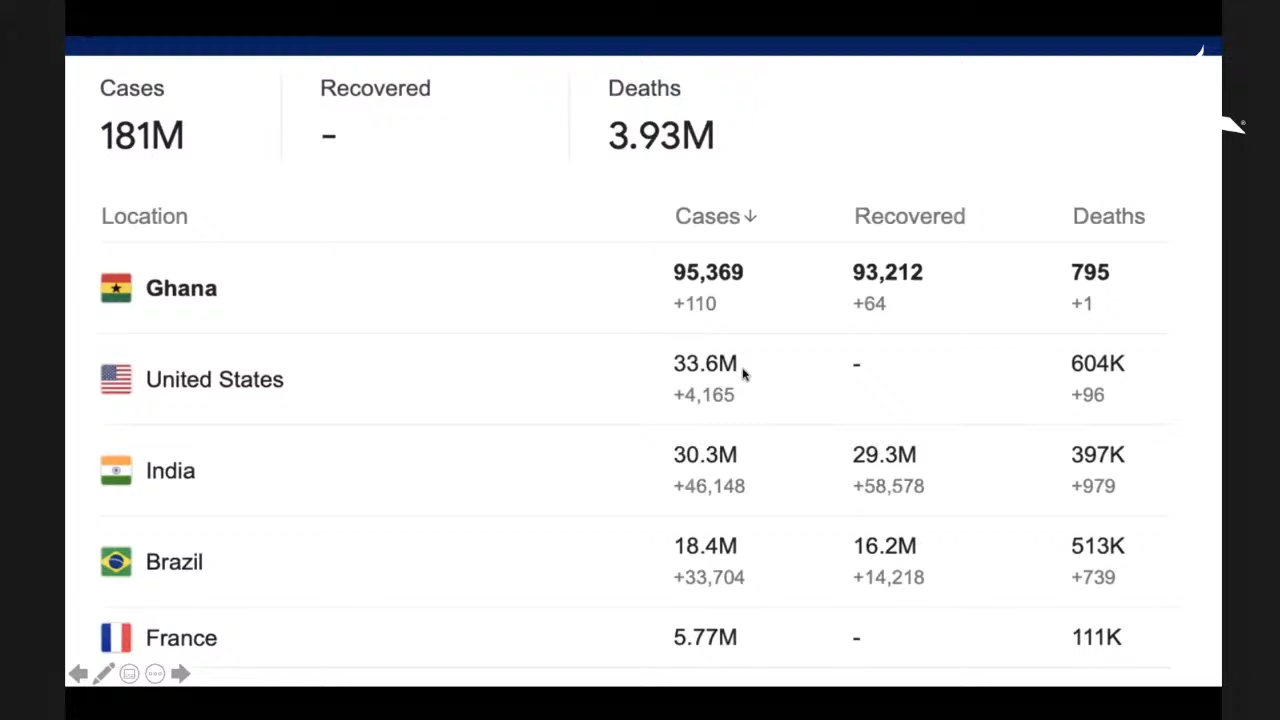 Cases Recovered Deaths
181M - 3.93M
Location Cases↓ Recovered Deaths
Ghana 95,369 93,212 795
+110 +64 +1
United States 33.6M - 604K
+4,165 +96
India 30.3M 29.3M 397K
+46,148 +58,578 +979
Brazil 18.4M 16.2M 513K
+33,704 +14,218 +739
France 5.77M - 111K